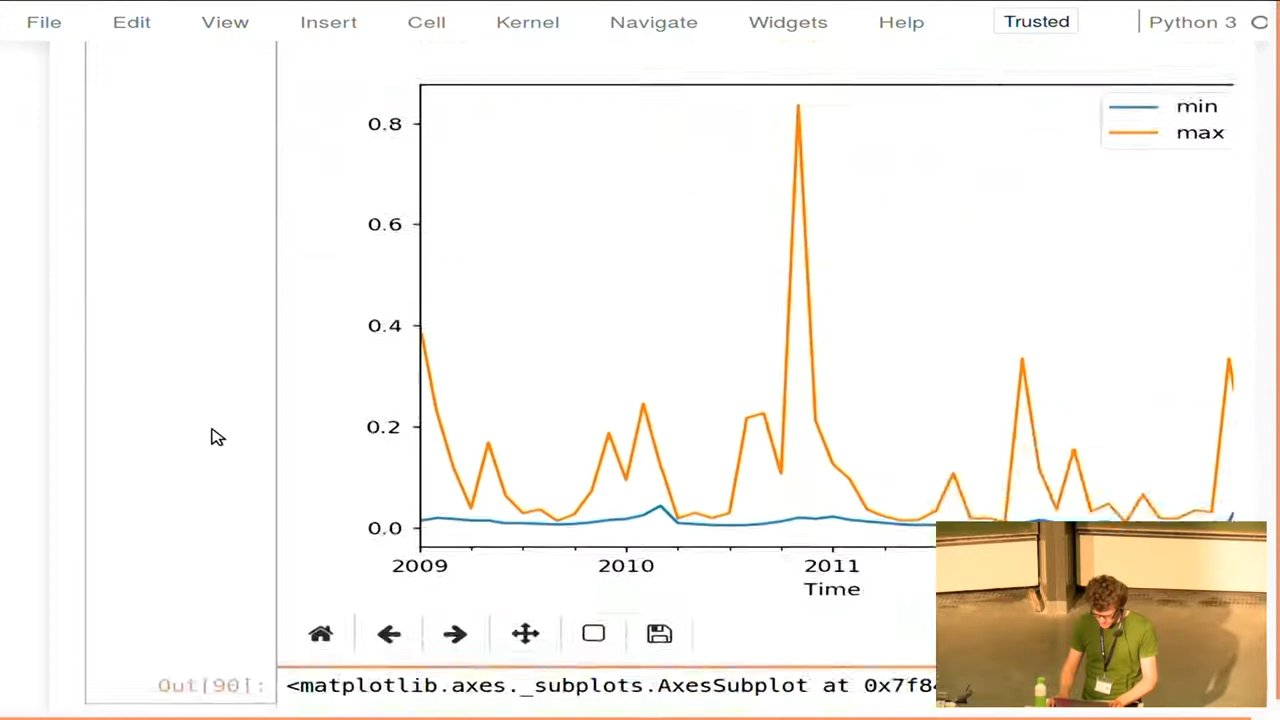 File Edit View Insert Cell Kernel Navigate Widgets Help Trusted Python 3
min
max
0.8
0.6
0.4
0.2
0.0
2009 2010 2011
Time
Out[90]: <matplotlib.axes._subplots.AxesSubplot at 0x7f84